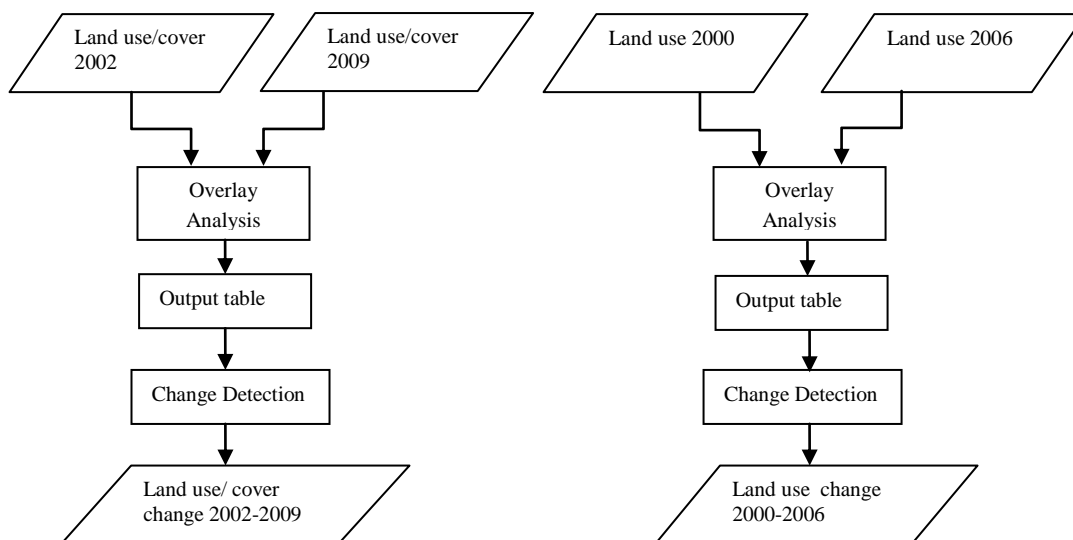 Land use/cover
2002
Land use/cover
2009
Overlay
Analysis
Output table
Change Detection
Land use/ cover
change 2002-2009
Land use 2000
Land use 2006
Overlay
Analysis
Output table
Change Detection
Land use  change
2000-2006